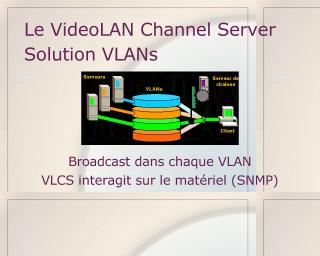 Le VideoLAN Channel Server
Solution VLANs
Serveurs
VLANs
Serveur de
chaînes
Client
Broadcast dans chaque VLAN
VLCS interagit sur le matériel (SNMP)